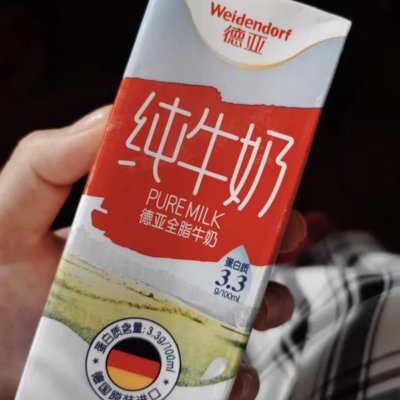 Weidendorf
德亚
纯牛奶
PURE MILK
德亚全脂牛奶
蛋白质
3.3
g/100ml
蛋白质含量: 3.3g/100ml
德国原装进口